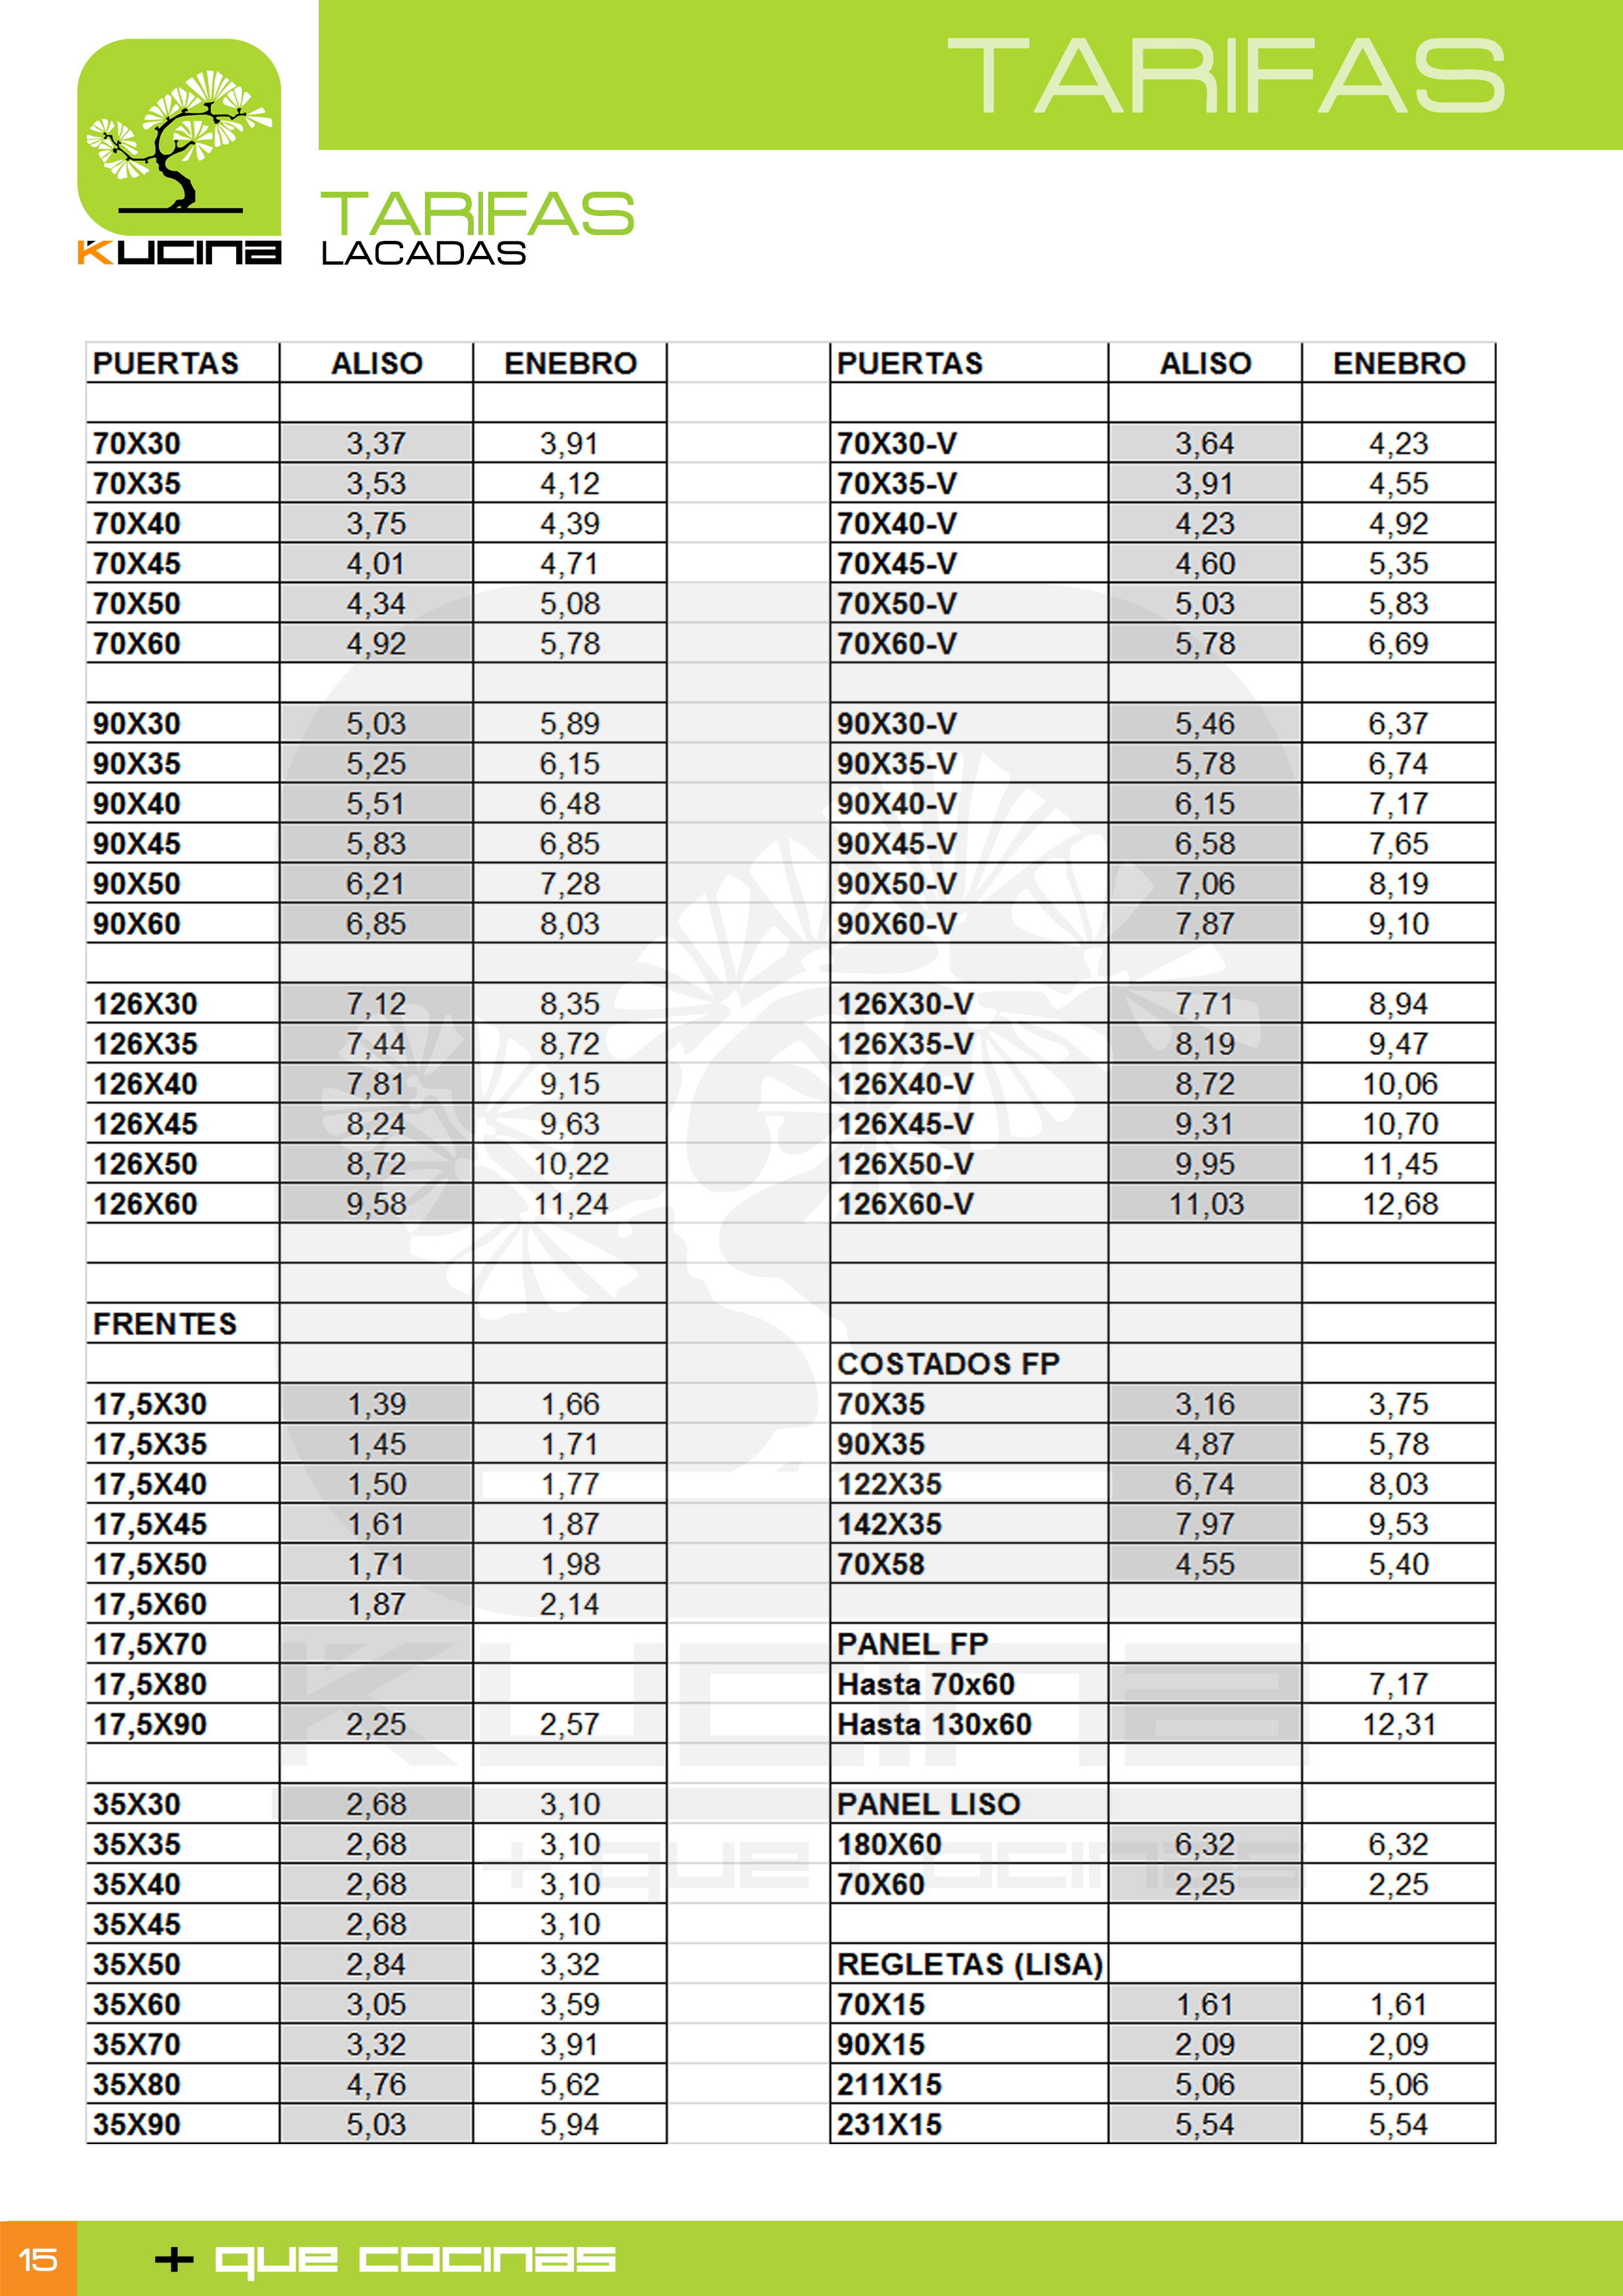 TARIFAS
KUCINA
TARIFAS
LACADAS
PUERTAS ALISO ENEBRO PUERTAS ALISO ENEBRO
70X30 3,37 3,91 70X30-V 3,64 4,23
70X35 3,53 4,12 70X35-V 3,91 4,55
70X40 3,75 4,39 70X40-V 4,23 4,92
70X45 4,01 4,71 70X45-V 4,60 5,35
70X50 4,34 5,08 70X50-V 5,03 5,83
70X60 4,92 5,78 70X60-V 5,78 6,69
90X30 5,03 5,89 90X30-V 5,46 6,37
90X35 5,25 6,15 90X35-V 5,78 6,74
90X40 5,51 6,48 90X40-V 6,15 7,17
90X45 5,83 6,85 90X45-V 6,58 7,65
90X50 6,21 7,28 90X50-V 7,06 8,19
90X60 6,85 8,03 90X60-V 7,87 9,10
126X30 7,12 8,35 126X30-V 7,71 8,94
126X35 7,44 8,72 126X35-V 8,19 9,47
126X40 7,81 9,15 126X40-V 8,72 10,06
126X45 8,24 9,63 126X45-V 9,31 10,70
126X50 8,72 10,22 126X50-V 9,95 11,45
126X60 9,58 11,24 126X60-V 11,03 12,68
FRENTES
COSTADOS FP
17,5X30 1,39 1,66 70X35 3,16 3,75
17,5X35 1,45 1,71 90X35 4,87 5,78
17,5X40 1,50 1,77 122X35 6,74 8,03
17,5X45 1,61 1,87 142X35 7,97 9,53
17,5X50 1,71 1,98 70X58 4,55 5,40
17,5X60 1,87 2,14
17,5X70 PANEL FP
17,5X80 Hasta 70x60 7,17
17,5X90 2,25 2,57 Hasta 130x60 12,31
35X30 2,68 3,10 PANEL LISO
35X35 2,68 3,10 180X60 6,32 6,32
35X40 2,68 3,10 70X60 2,25 2,25
35X45 2,68 3,10
35X50 2,84 3,32 REGLETAS (LISA)
35X60 3,05 3,59 70X15 1,61 1,61
35X70 3,32 3,91 90X15 2,09 2,09
35X80 4,76 5,62 211X15 5,06 5,06
35X90 5,03 5,94 231X15 5,54 5,54
KUCINA
+ que cocinas
15 + que cocinas